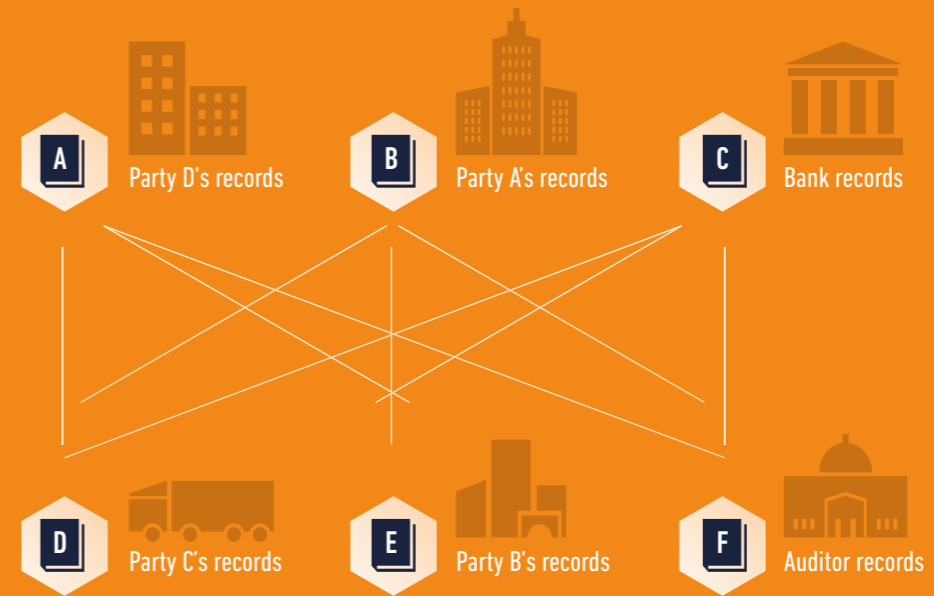 A
Party D's records
B
Party A's records
C
Bank records
D
Party C's records
E
Party B's records
F
Auditor records